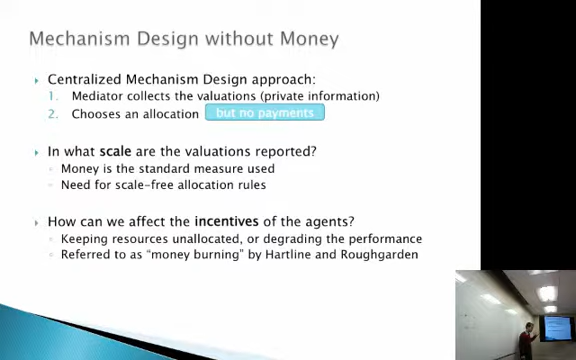 Mechanism Design without Money
Centralized Mechanism Design approach:
1. Mediator collects the valuations (private information)
2. Chooses an allocation but no payments
In what scale are the valuations reported?
Money is the standard measure used
Need for scale-free allocation rules
How can we affect the incentives of the agents?
Keeping resources unallocated, or degrading the performance
Referred to as “money burning” by Hartline and Roughgarden